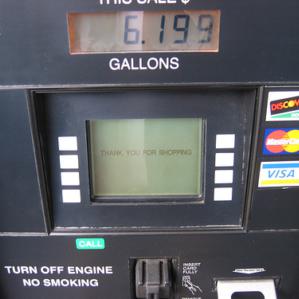 THIS SALE $
6.199
GALLONS
THANK YOU FOR SHOPPING
DISCOVER
MasterCard
VISA
CALL
TURN OFF ENGINE
NO SMOKING
INSERT
CARD
FULLY